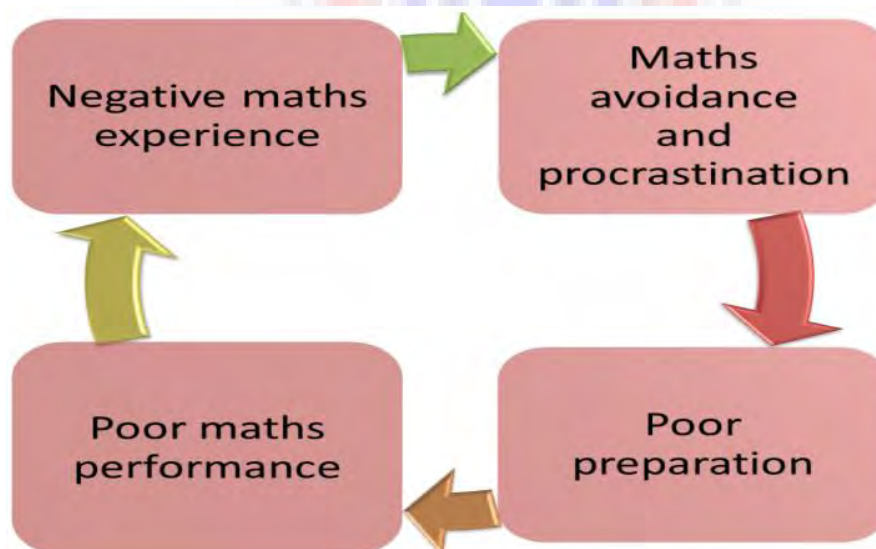 Negative maths
experience
Maths
avoidance
and
procrastination
Poor maths
performance
Poor
preparation